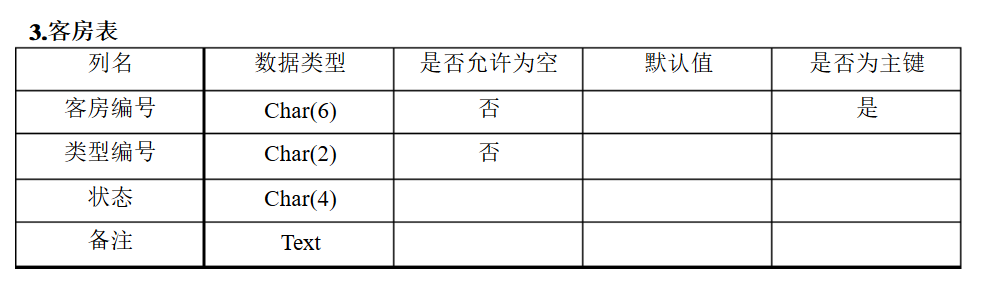 3.客房表
列名 数据类型 是否允许为空 默认值 是否为主键
客房编号 Char(6) 否 是
类型编号 Char(2) 否
状态 Char(4)
备注 Text